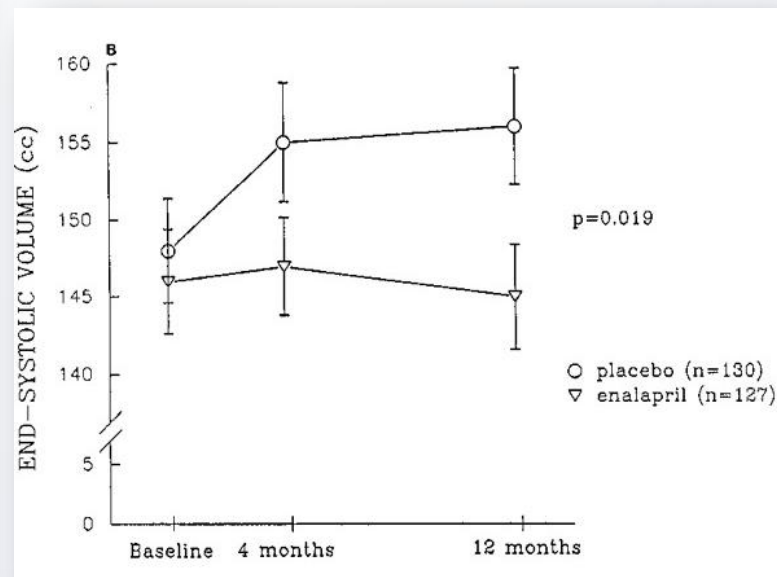 B
END-SYSTOLIC VOLUME (cc)
160
155
150
145
140
5
0
Baseline 4 months 12 months
p=0.019
placebo (n=130)
enalapril (n=127)